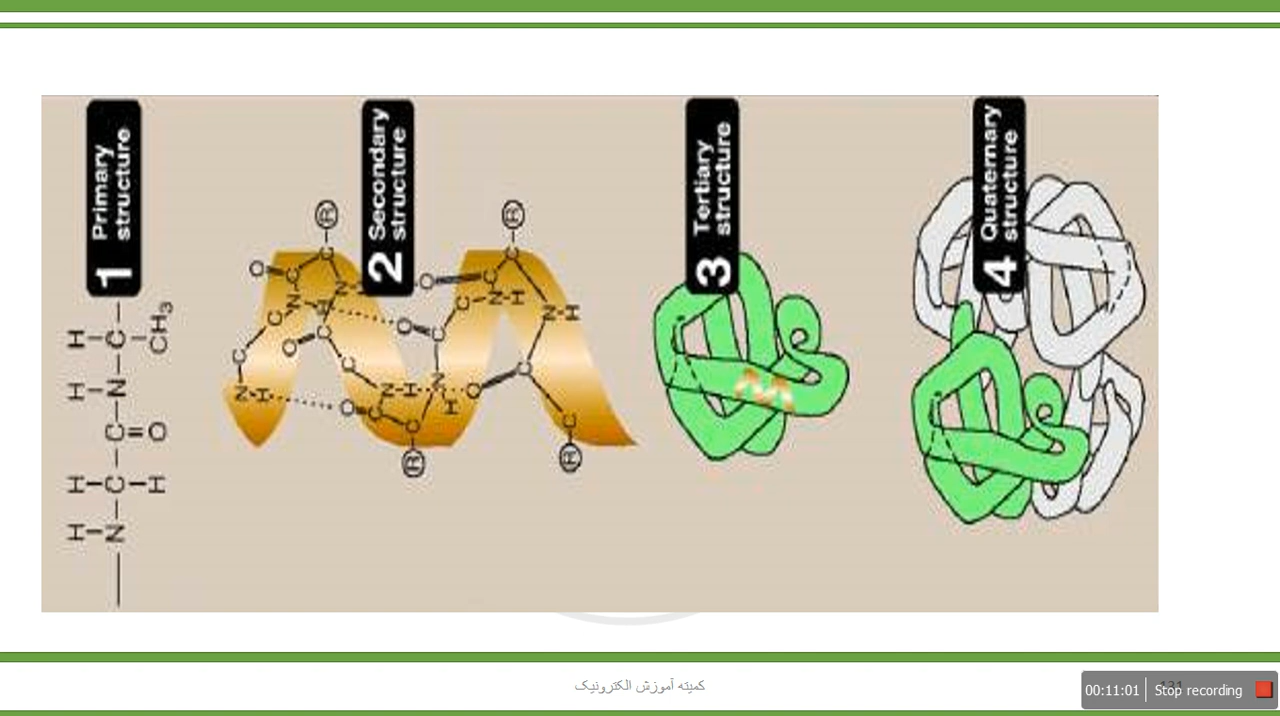 1 Primary
structure
2 Secondary
structure
3 Tertiary
structure
4 Quaternary
structure
H–N
H–C–H
C=O
H–N
H–C–CH3
کمیته آموزش الکترونیک
00:11:01 Stop recording